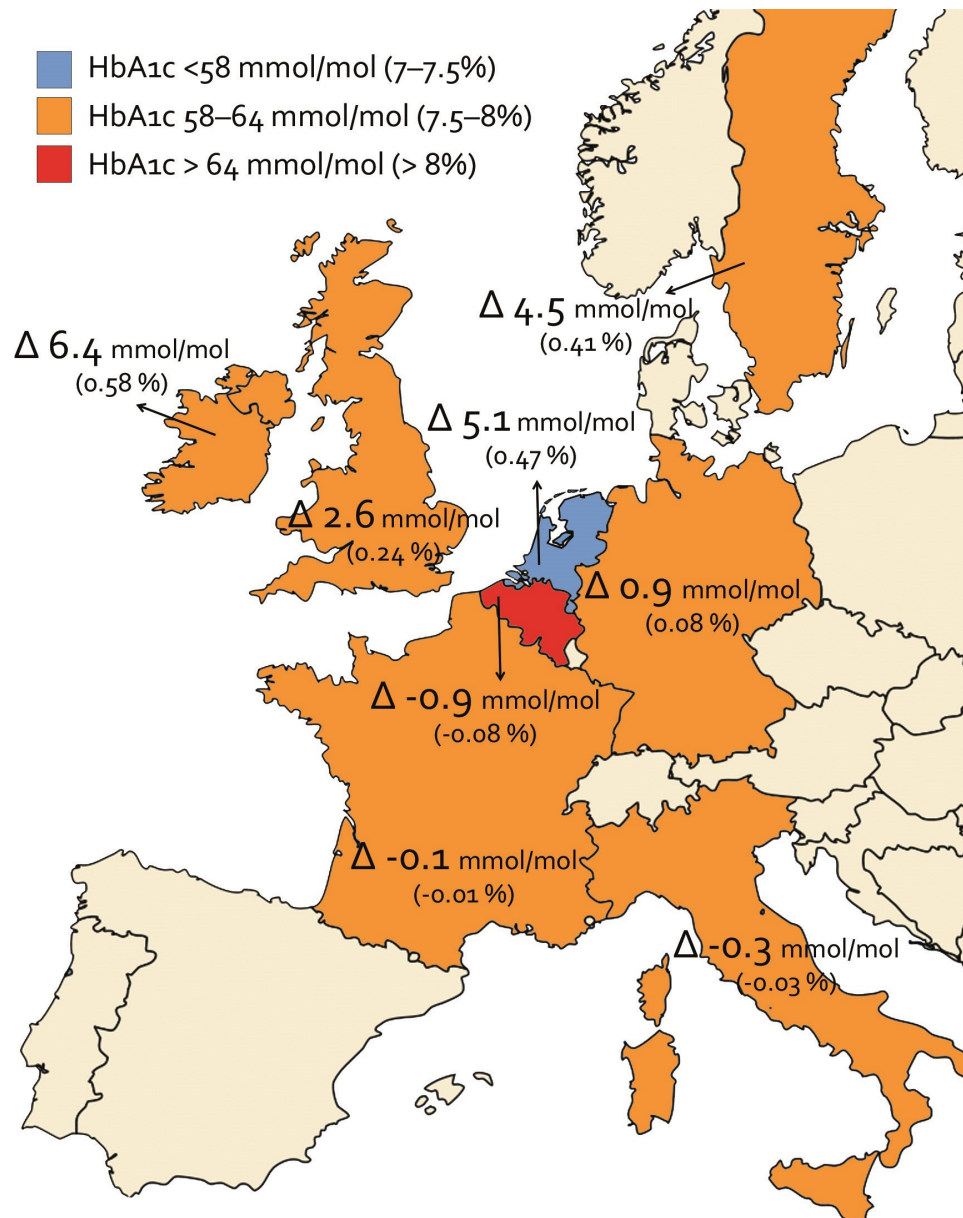 HbA1c <58 mmol/mol (7–7.5%)
HbA1c 58–64 mmol/mol (7.5–8%)
HbA1c > 64 mmol/mol (> 8%)
Δ 4.5 mmol/mol
(0.41 %)
Δ 6.4 mmol/mol
(0.58 %)
Δ 5.1 mmol/mol
(0.47 %)
Δ 2.6 mmol/mol
(0.24 %)
Δ 0.9 mmol/mol
(0.08 %)
Δ -0.9 mmol/mol
(-0.08 %)
Δ -0.1 mmol/mol
(-0.01 %)
Δ -0.3 mmol/mol
(-0.03 %)